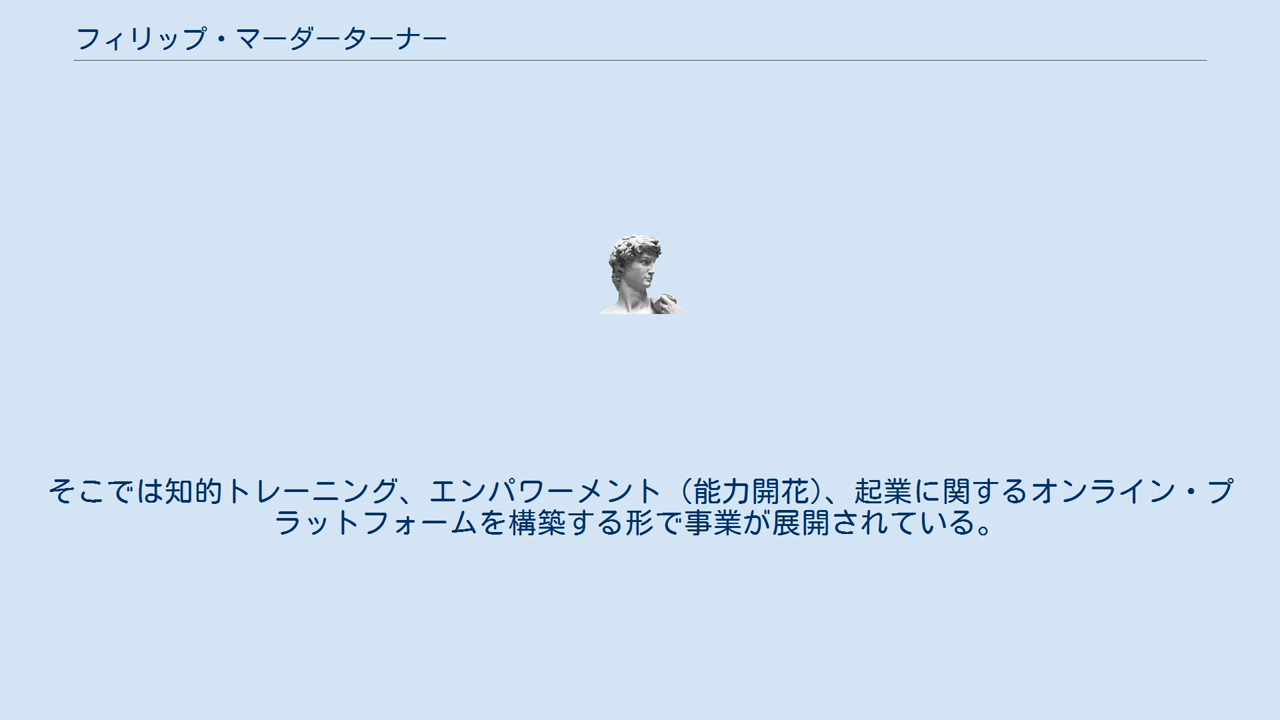 フィリップ・マーダーターナー
そこでは知的トレーニング、エンパワーメント（能力開花）、起業に関するオンライン・プ
ラットフォームを構築する形で事業が展開されている。